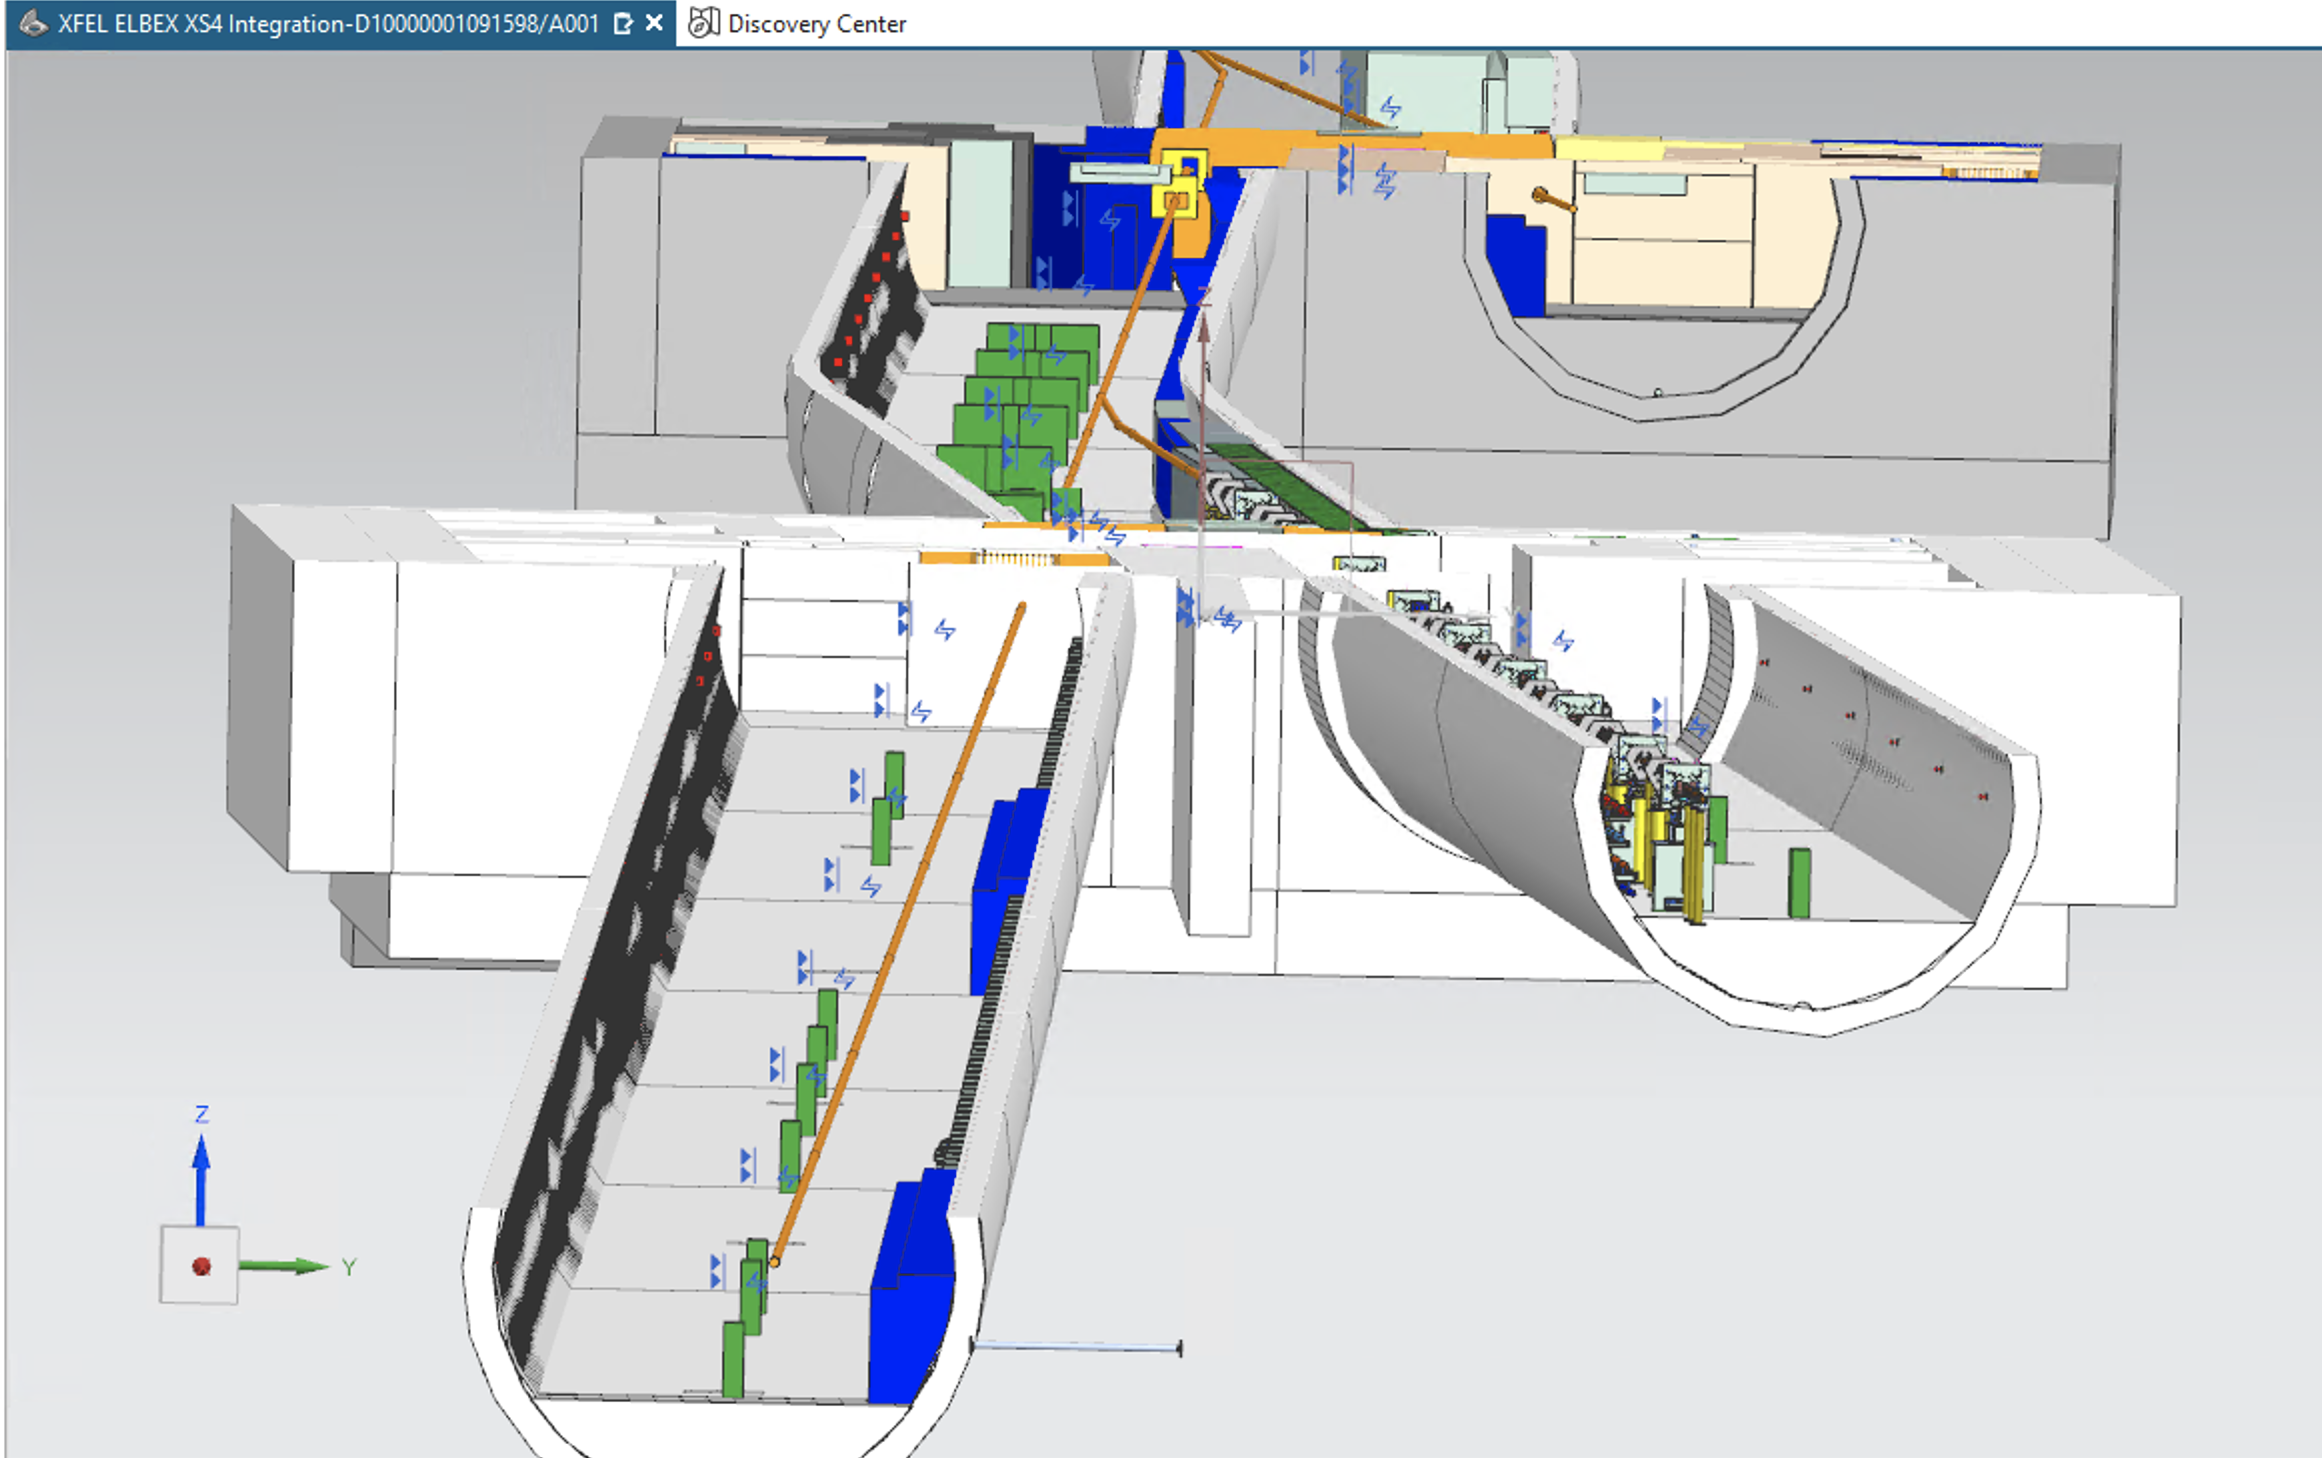 XFEL ELBEX XS4 Integration-D10000001091598/A001
Discovery Center
Z
Y